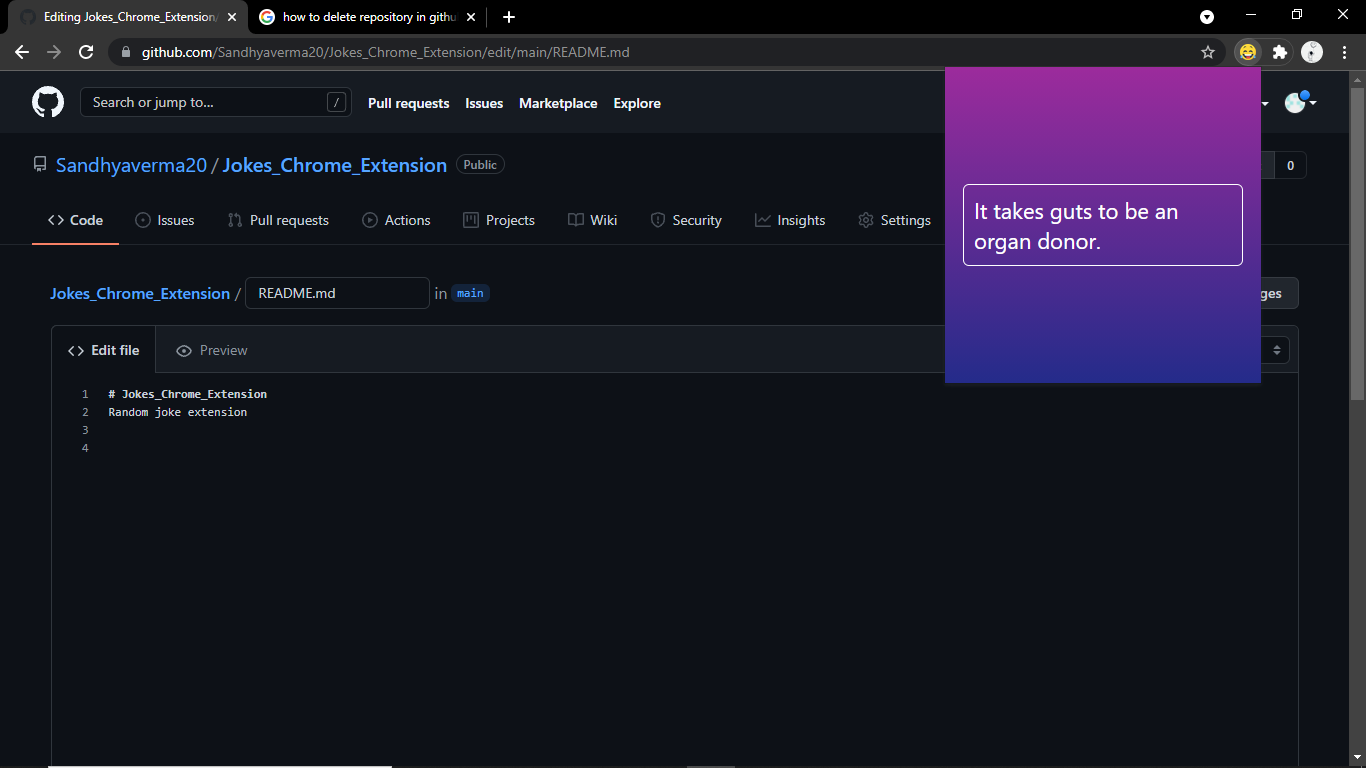 Editing Jokes_Chrome_Extension/
how to delete repository in githu
github.com/Sandhyaverma20/Jokes_Chrome_Extension/edit/main/README.md
Search or jump to...
/
Pull requests
Issues
Marketplace
Explore
Sandhyaverma20 / Jokes_Chrome_Extension
Public
0
Code
Issues
Pull requests
Actions
Projects
Wiki
Security
Insights
Settings
It takes guts to be an
organ donor.
Jokes_Chrome_Extension / README.md in main
ges
Edit file
Preview
1 # Jokes_Chrome_Extension
2 Random joke extension
3
4